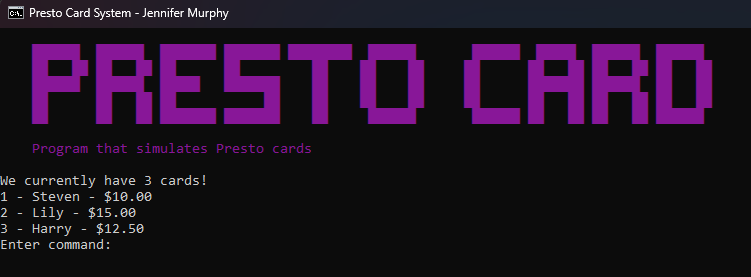 Presto Card System - Jennifer Murphy
PRESTO CARD
Program that simulates Presto cards
We currently have 3 cards!
1 - Steven - $10.00
2 - Lily - $15.00
3 - Harry - $12.50
Enter command: